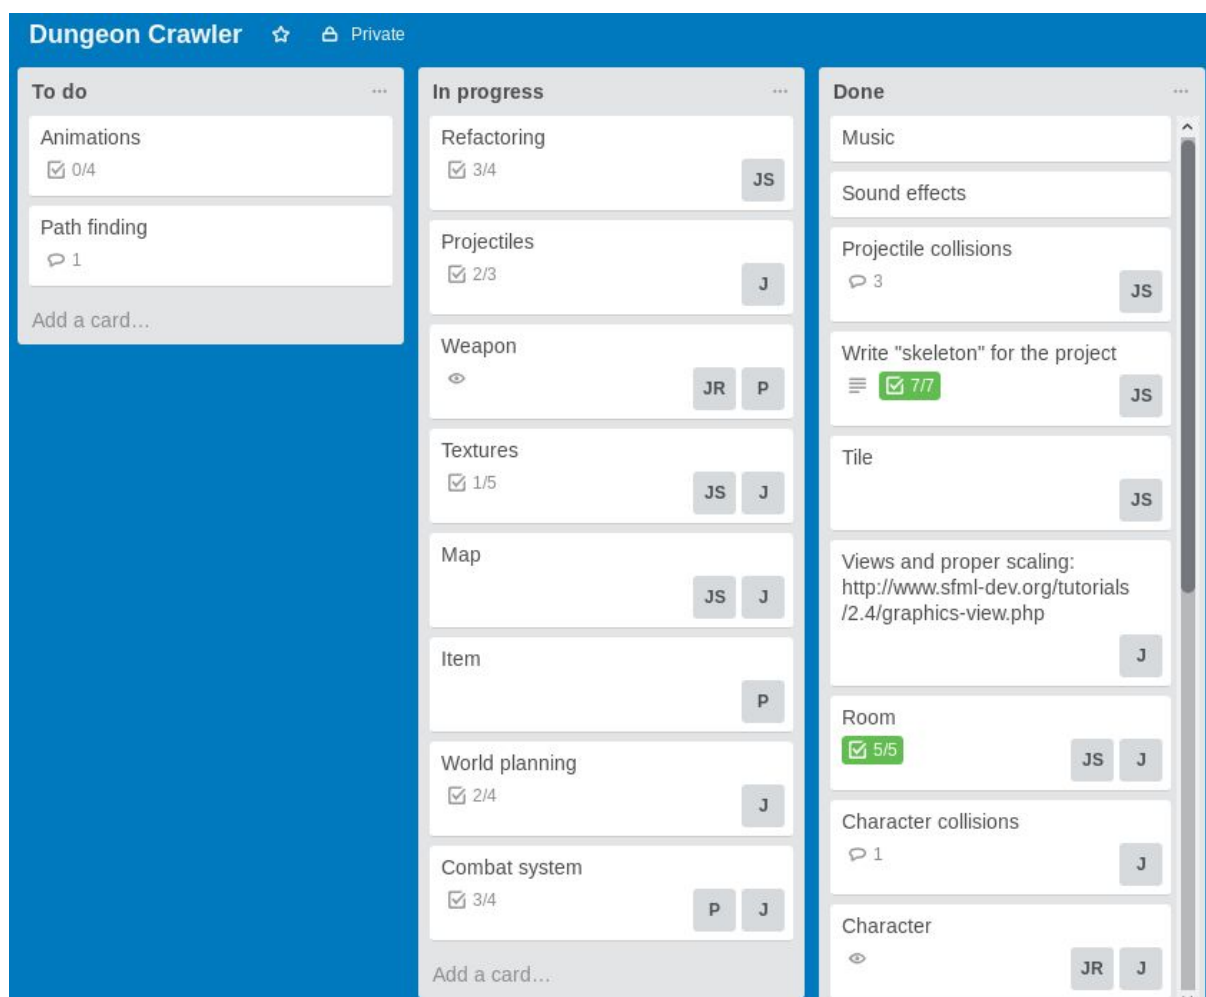 Dungeon Crawler Private
To do
Animations
0/4
Path finding
1
Add a card…
In progress
Refactoring
3/4
JS
Projectiles
2/3
J
Weapon
JR P
Textures
1/5
JS J
Map
JS J
Item
P
World planning
2/4
J
Combat system
3/4
P J
Add a card…
Done
Music
Sound effects
Projectile collisions
3
JS
Write "skeleton" for the project
7/7
JS
Tile
JS
Views and proper scaling:
http://www.sfml-dev.org/tutorials
/2.4/graphics-view.php
J
Room
5/5
JS J
Character collisions
1
J
Character
JR J